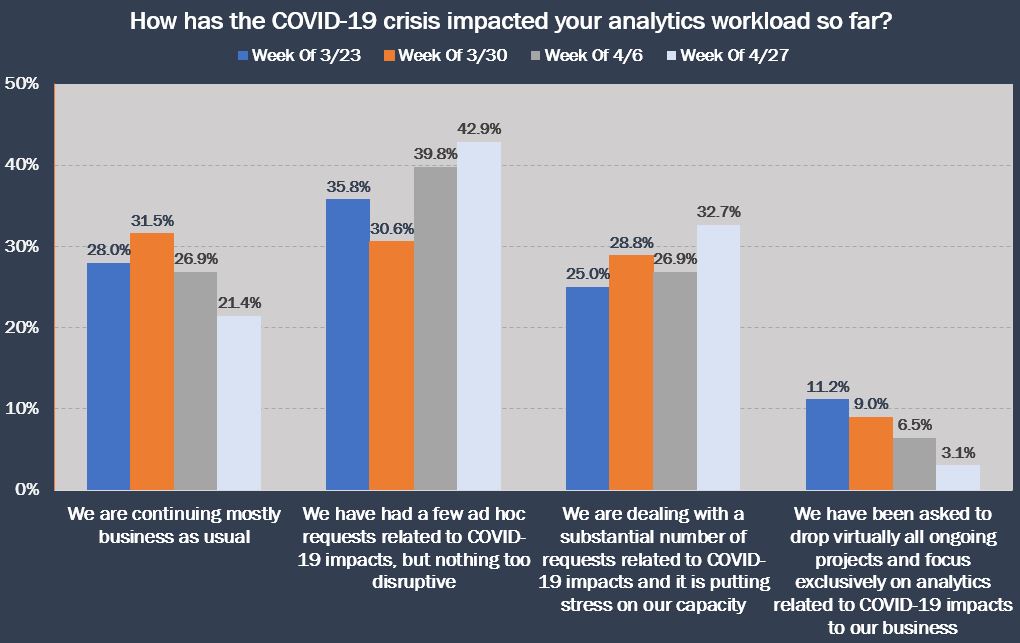 How has the COVID-19 crisis impacted your analytics workload so far?
Week Of 3/23 Week Of 3/30 Week Of 4/6 Week Of 4/27
50%
40%
30%
20%
10%
0%
28.0%
31.5%
26.9%
21.4%
35.8%
30.6%
39.8%
42.9%
25.0%
28.8%
26.9%
32.7%
11.2%
9.0%
6.5%
3.1%
We are continuing mostly
business as usual
We have had a few ad hoc
requests related to COVID-
19 impacts, but nothing too
disruptive
We are dealing with a
substantial number of
requests related to COVID-
19 impacts and it is putting
stress on our capacity
We have been asked to
drop virtually all ongoing
projects and focus
exclusively on analytics
related to COVID-19 impacts
to our business